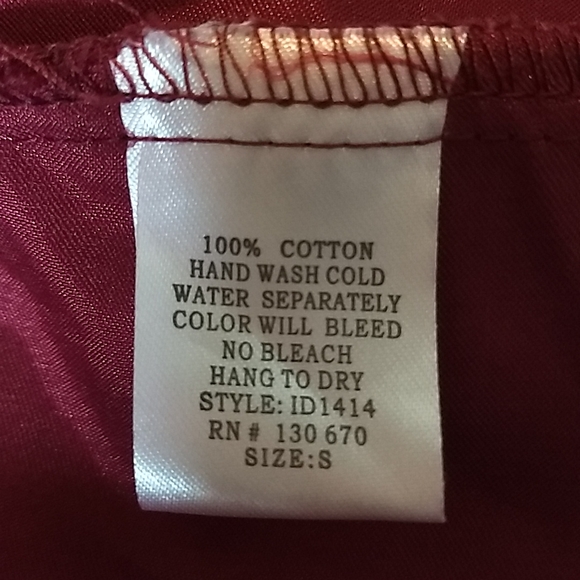 100% COTTON
HAND WASH COLD
WATER SEPARATELY
COLOR WILL BLEED
NO BLEACH
HANG TO DRY
STYLE: ID1414
RN # 130 670
SIZE:S